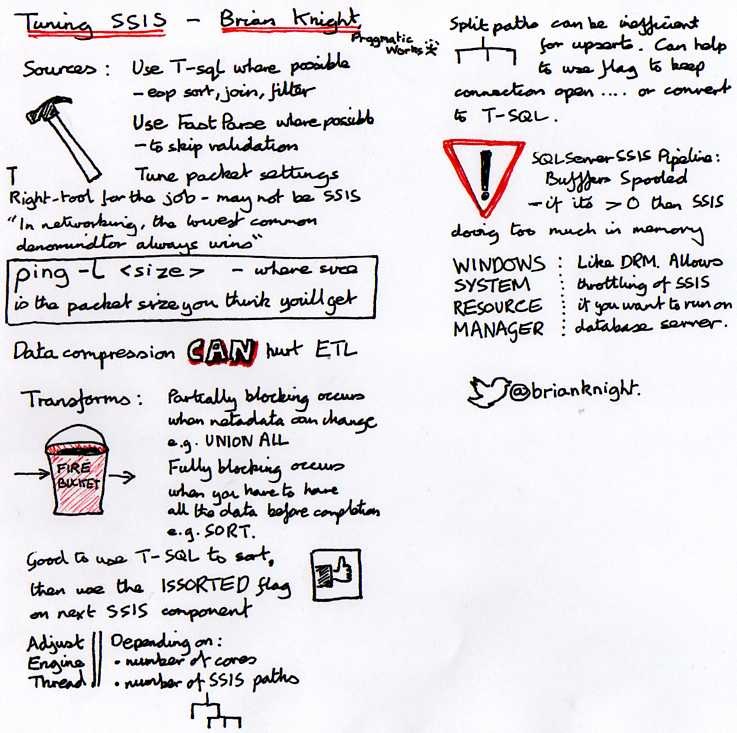 Tuning SSIS - Brian Knight,
Pragmatic
Works
Sources: Use T-sql where possible
- esp sort, join, filter
Use Fast Parse where possible
- to skip validation
T
Tune packet settings
Right-tool for the job - may not be SSIS
"In networking, the lowest common
denominator always wins"
ping -l <size> - where size
is the packet size you think you'll get
Data compression CAN hurt ETL
Transforms: Partially blocking occurs
when metadata can change
e.g. UNION ALL
FIRE
BUCKET
Fully blocking occurs
when you have to have
all the data before completion
e.g. SORT.
Good to use T-SQL to sort,
then use the ISSORTED flag
on next SSIS component
Adjust
Engine
Thread
Depending on:
• number of cores
• number of SSIS paths
Split paths can be inefficient
for upserts. Can help
to use flag to keep
connection open .... or convert
to T-SQL.
!
SQLServer SSIS Pipeline:
Buffers Spooled
- if its > 0 then SSIS
doing too much in memory
WINDOWS : Like DRM. Allows
SYSTEM : throttling of SSIS
RESOURCE : if you want to run on
MANAGER : database server.
@brianknight.